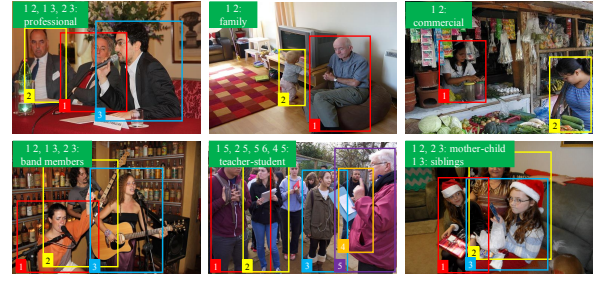 1 2, 1 3, 2 3:
professional
2
1
3
1 2:
family
2
1
1 2:
commercial
1
2
1 2, 1 3, 2 3:
band members
1
2
3
1 5, 2 5, 5 6, 4 5:
teacher-student
1
2
3
4
5
1 2, 2 3: mother-child
1 3: siblings
1
2
3